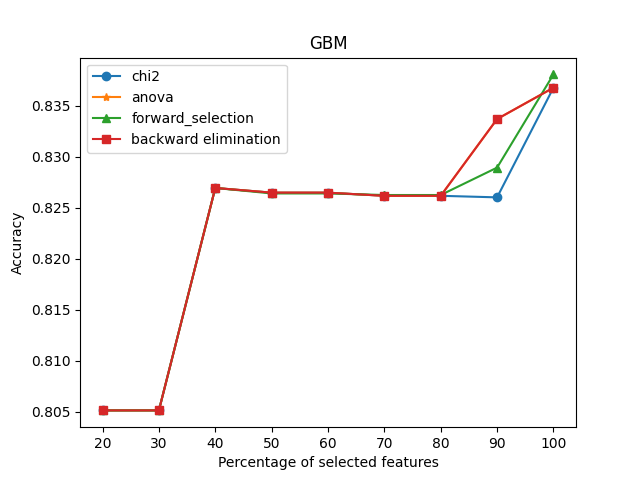 GBM
chi2
anova
forward_selection
backward elimination
0.835
0.830
0.825
0.820
0.815
0.810
0.805
Accuracy
20 30 40 50 60 70 80 90 100
Percentage of selected features